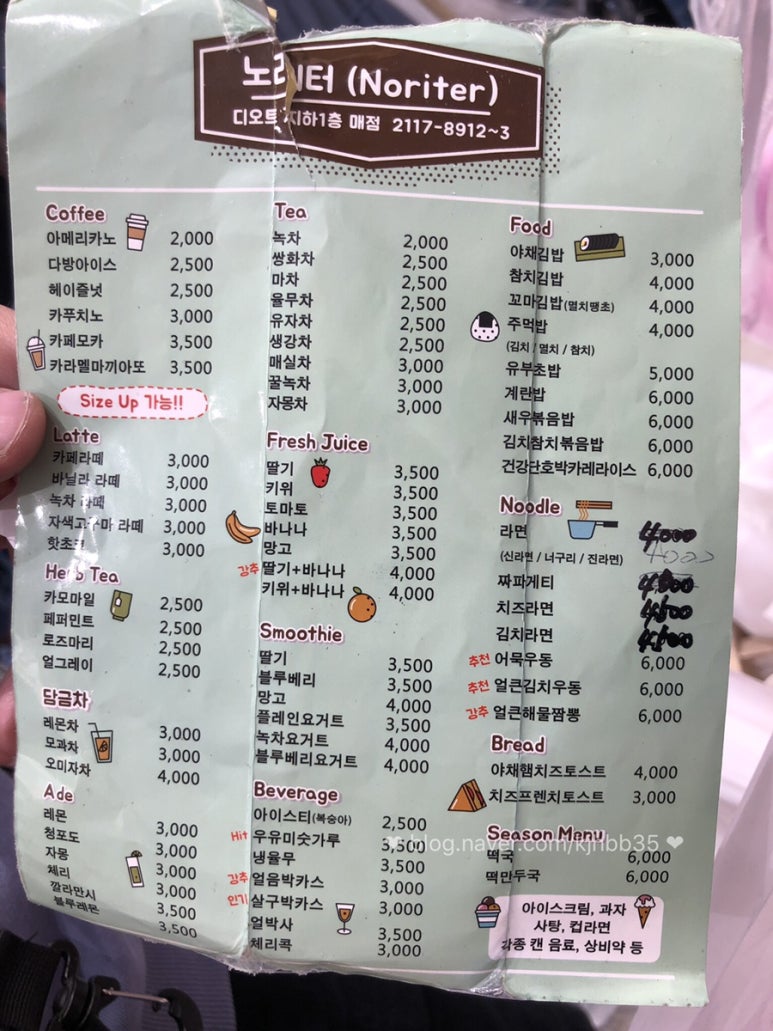 노리터 (Noriter)
디오트 지하1층 매점 2117-8912~3
Coffee
아메리카노 2,000
다방아이스 2,500
헤이즐넛 2,500
카푸치노 3,000
카페모카 3,500
카라멜마끼아또 3,500
Size Up 가능!!
Latte
카페라떼 3,000
바닐라 라떼 3,000
녹차 라떼 3,000
자색고구마 라떼 3,000
핫초코 3,000
Herb Tea
카모마일 2,500
페퍼민트 2,500
로즈마리 2,500
얼그레이 2,500
담금차
레몬차 3,000
모과차 3,000
오미자차 4,000
Ade
레몬 3,000
청포도 3,000
자몽 3,000
체리 3,000
깔라만시 3,500
블루레몬 3,500
Tea
녹차 2,000
쌍화차 2,500
마차 2,500
율무차 2,500
유자차 2,500
생강차 2,500
매실차 3,000
꿀녹차 3,000
자몽차 3,000
Fresh Juice
딸기 3,500
키위 3,500
토마토 3,500
바나나 3,500
망고 3,500
강추 딸기+바나나 4,000
키위+바나나 4,000
Smoothie
딸기 3,500
블루베리 3,500
망고 4,000
플레인요거트 3,500
녹차요거트 4,000
블루베리요거트 4,000
Beverage
아이스티(복숭아) 2,500
Hit 우유미숫가루 3,500
냉율무 3,500
강추 얼음박카스 3,000
인기 살구박카스 3,000
얼박사 3,500
체리콕 3,000
Food
야채김밥 3,000
참치김밥 4,000
꼬마김밥(멸치땡초) 4,000
주먹밥 4,000
(김치 / 멸치 / 참치)
유부초밥 5,000
계란밥 6,000
새우볶음밥 6,000
김치참치볶음밥 6,000
건강단호박카레라이스 6,000
Noodle
라면 4,000
(신라면 / 너구리 / 진라면) 4000
짜파게티
치즈라면
김치라면
추천 어묵우동 6,000
추천 얼큰김치우동 6,000
강추 얼큰해물짬뽕 6,000
Bread
야채햄치즈토스트 4,000
치즈프렌치토스트 3,000
Season Menu
떡국 6,000
떡만두국 6,000
아이스크림, 과자
사탕, 컵라면
각종 캔 음료, 상비약 등
blog.naver.com/kjhbb35 ❤